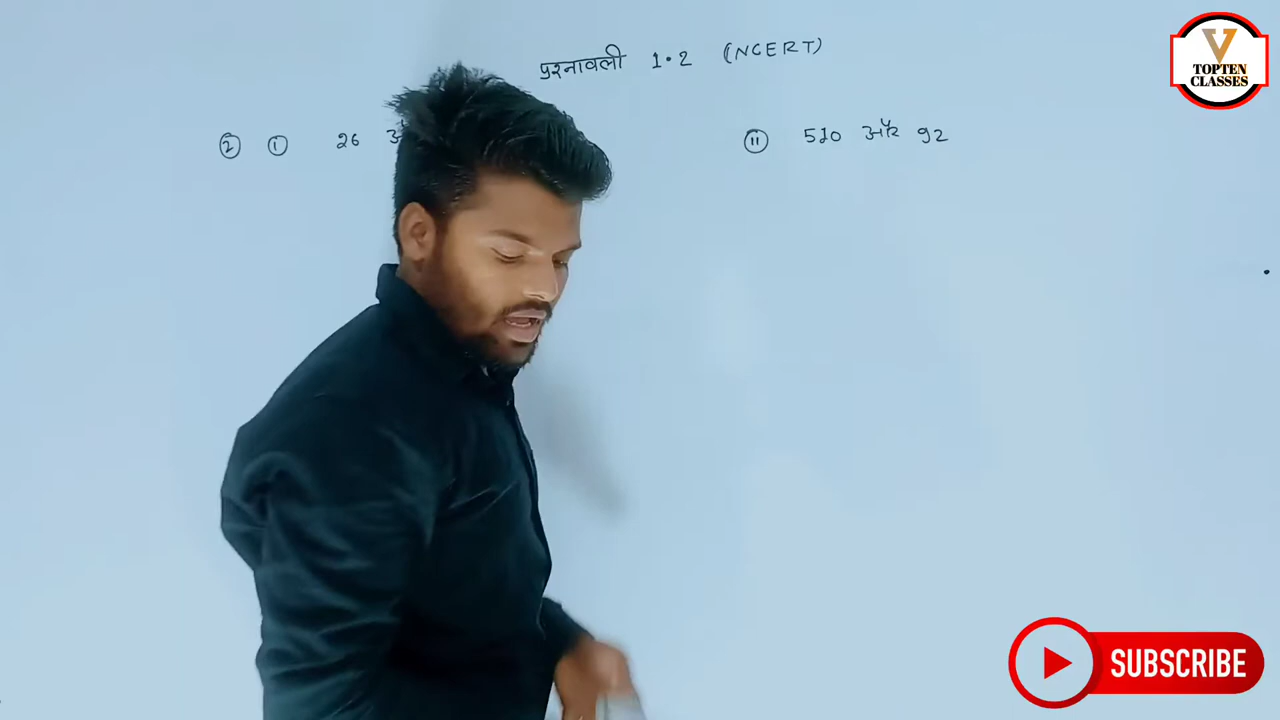 प्रश्नावली 1.2 (NCERT)
② ① 26
(ii) 510 और 92
V
TOPTEN
CLASSES
SUBSCRIBE